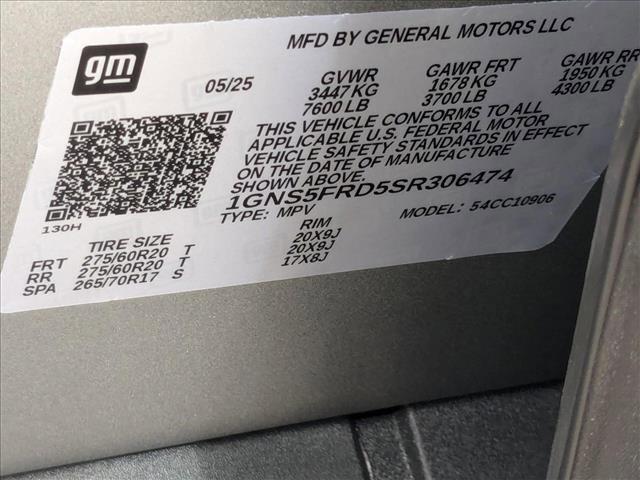 MFD BY GENERAL MOTORS LLC
gm
05/25 GVWR GAWR FRT GAWR RR
3447 KG 1678 KG 1950 KG
7600 LB 3700 LB 4300 LB
THIS VEHICLE CONFORMS TO ALL
APPLICABLE U.S. FEDERAL MOTOR
VEHICLE SAFETY STANDARDS IN EFFECT
ON THE DATE OF MANUFACTURE
SHOWN ABOVE.
1GNS5FRD5SR306474
TYPE: MPV MODEL: 54CC10906
130H
TIRE SIZE RIM
FRT 275/60R20 T 20X9J
RR 275/60R20 T 20X9J
SPA 265/70R17 S 17X8J